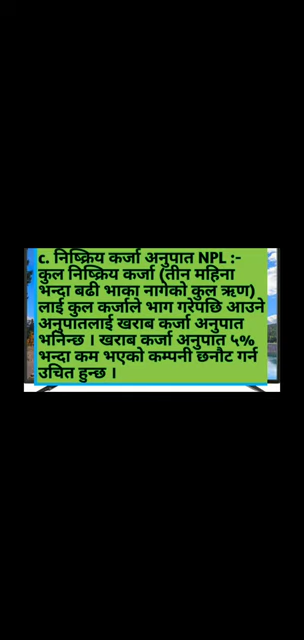 c. निष्क्रिय कर्जा अनुपात NPL :-
कुल निष्क्रिय कर्जा (तीन महिना
भन्दा बढी भाका नागेको कुल ऋण)
लाई कुल कर्जाले भाग गरेपछि आउने
अनुपातलाई खराब कर्जा अनुपात
भनिन्छ । खराब कर्जा अनुपात ५%
भन्दा कम भएको कम्पनी छनौट गर्न
उचित हुन्छ ।